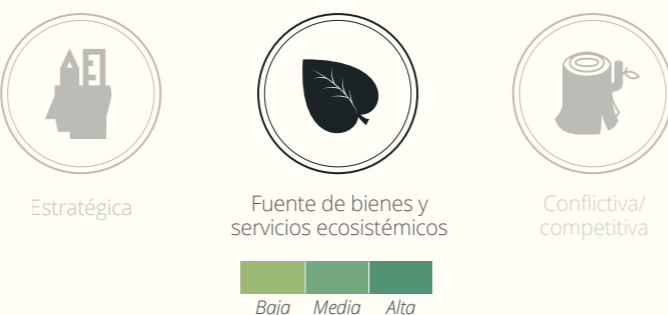 Estratégica
Fuente de bienes y
servicios ecosistémicos
Conflictiva/
competitiva
Baja Media Alta